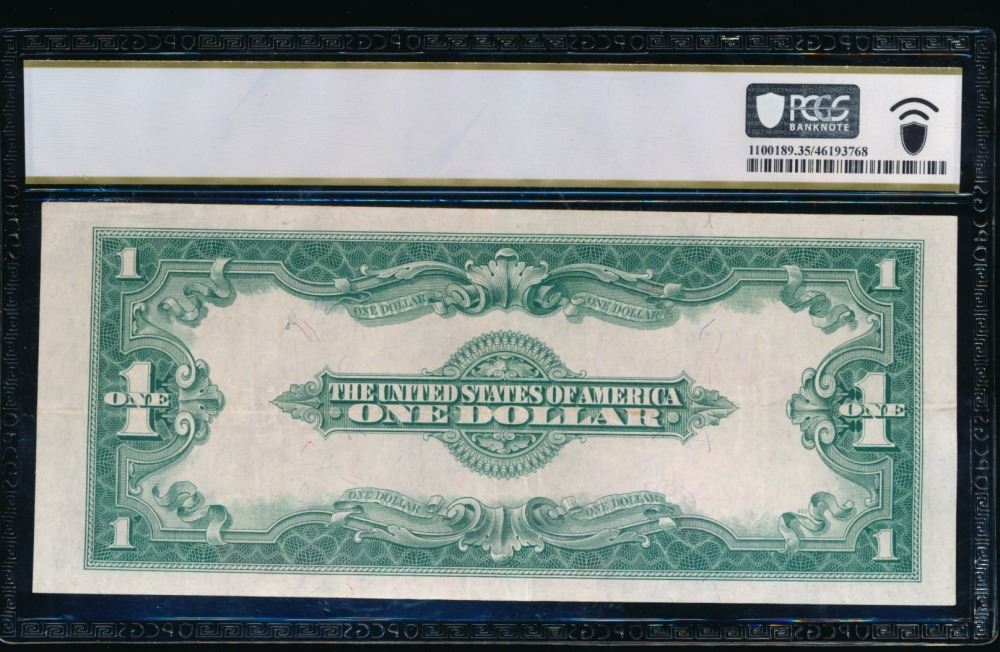 PCGS
BANKNOTE
1100189.35/46193768
1
1
ONE DOLLAR
ONE DOLLAR
1
ONE
THE UNITED STATES OF AMERICA
ONE DOLLAR
1
ONE
ONE DOLLAR
ONE DOLLAR
1
1